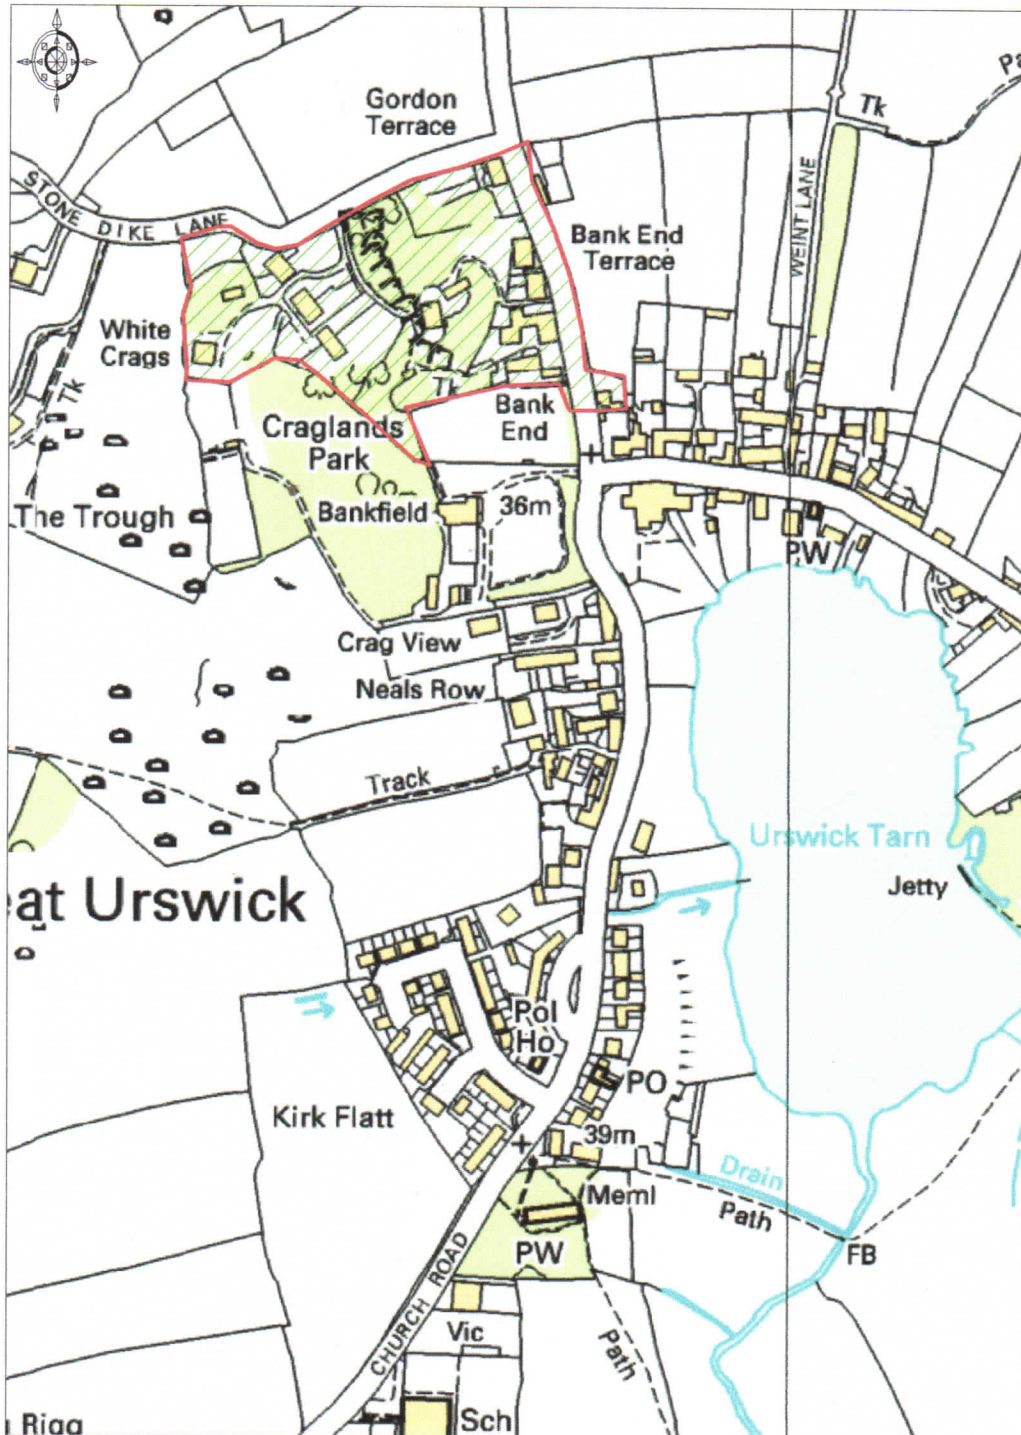 Gordon
Terrace
Tk
Pa
STONE DIKE LANE
WEINT LANE
Bank End
Terrace
White
Crags
Tk
Bank
End
Craglands
Park
The Trough
Bankfield
36m
PW
Crag View
Neals Row
Track
Urswick Tarn
Jetty
eat Urswick
Pol
Ho
PO
Kirk Flatt
39m
Drain
Meml
Path
PW
FB
CHURCH ROAD
Vic
Path
Sch
Rigg